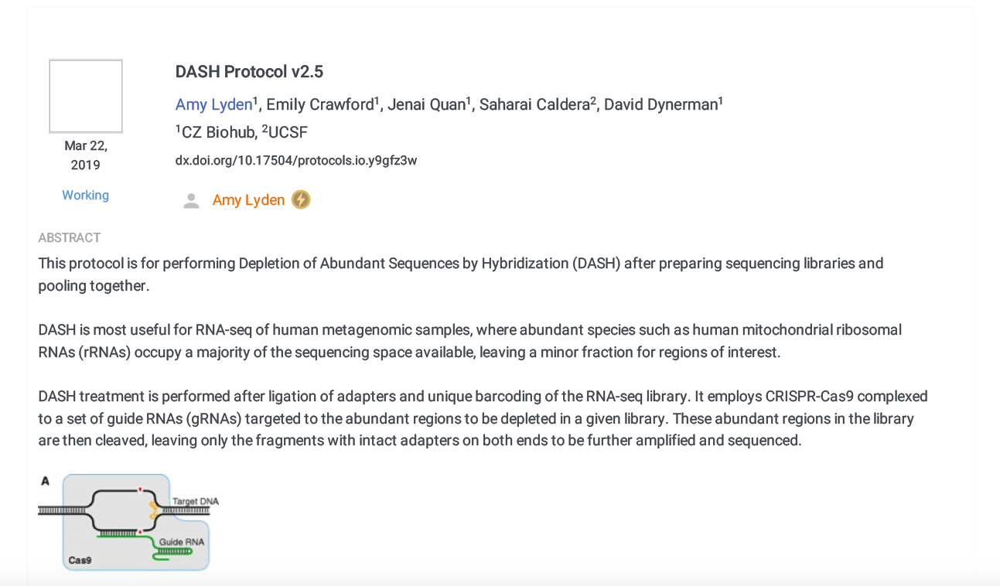 DASH Protocol v2.5
Amy Lyden¹, Emily Crawford¹, Jenai Quan¹, Saharai Caldera², David Dynerman¹
¹CZ Biohub, ²UCSF
dx.doi.org/10.17504/protocols.io.y9gfz3w
Mar 22,
2019
Working
Amy Lyden
ABSTRACT
This protocol is for performing Depletion of Abundant Sequences by Hybridization (DASH) after preparing sequencing libraries and
pooling together.
DASH is most useful for RNA-seq of human metagenomic samples, where abundant species such as human mitochondrial ribosomal
RNAs (rRNAs) occupy a majority of the sequencing space available, leaving a minor fraction for regions of interest.
DASH treatment is performed after ligation of adapters and unique barcoding of the RNA-seq library. It employs CRISPR-Cas9 complexed
to a set of guide RNAs (gRNAs) targeted to the abundant regions to be depleted in a given library. These abundant regions in the library
are then cleaved, leaving only the fragments with intact adapters on both ends to be further amplified and sequenced.
A
Target DNA
Guide RNA
Cas9